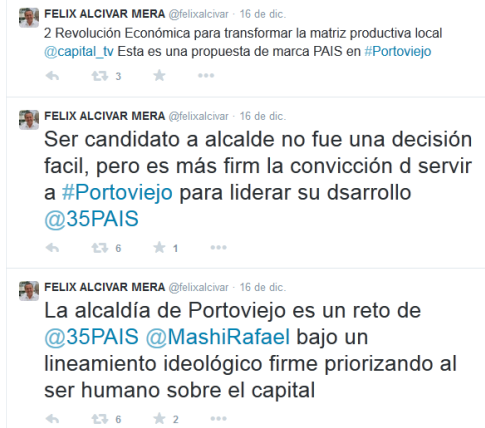 FELIX ALCIVAR MERA @felixalcivar · 16 de dic.
2 Revolución Económica para transformar la matriz productiva local
@capital_tv Esta es una propuesta de marca PAIS en #Portoviejo
3
FELIX ALCIVAR MERA @felixalcivar · 16 de dic.
Ser candidato a alcalde no fue una decisión
facil, pero es más firm la convicción d servir
a #Portoviejo para liderar su dsarrollo
@35PAIS
6 1
FELIX ALCIVAR MERA @felixalcivar · 16 de dic.
La alcaldía de Portoviejo es un reto de
@35PAIS @MashiRafael bajo un
lineamiento ideológico firme priorizando al
ser humano sobre el capital
6 2